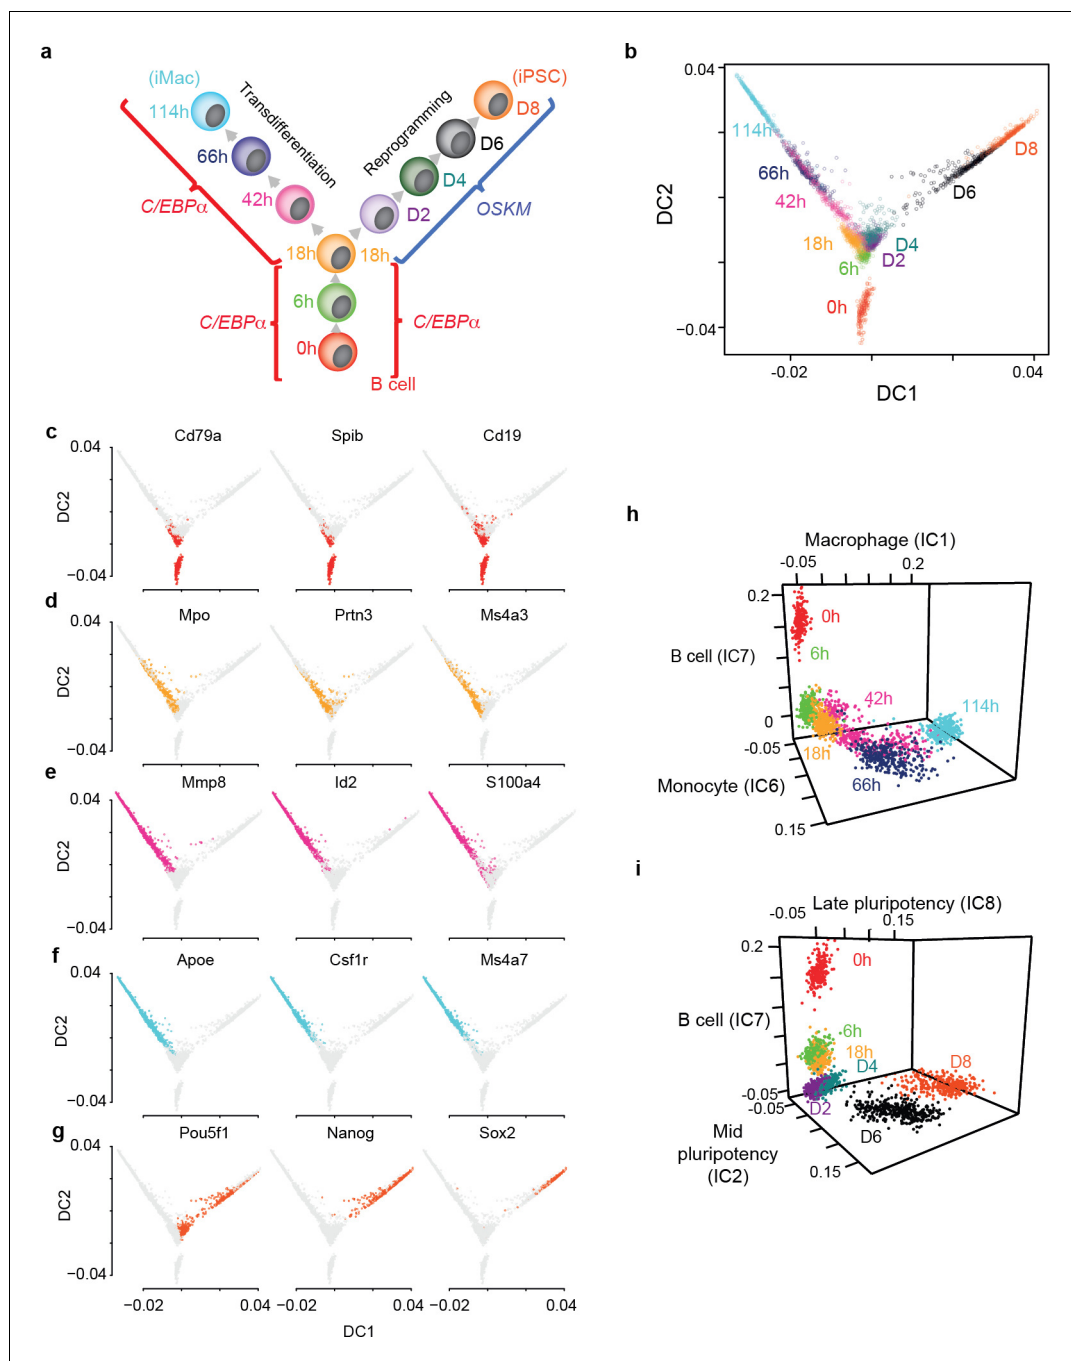 a
(iMac)
114h
66h
42h
18h
6h
0h
Transdifferentiation
Reprogramming
(iPSC)
D8
D6
D4
D2
18h
C/EBPα
OSKM
C/EBPα
C/EBPα
B cell
b
0.04
DC2
−0.04
-0.02
0.04
DC1
114h
66h
42h
18h
6h
0h
D8
D6
D4
D2
c
Cd79a
Spib
Cd19
0.04
DC2
−0.04
d
Mpo
Prtn3
Ms4a3
0.04
DC2
−0.04
e
Mmp8
Id2
S100a4
0.04
DC2
−0.04
f
Apoe
Csf1r
Ms4a7
0.04
DC2
−0.04
g
Pou5f1
Nanog
Sox2
0.04
DC2
−0.04
−0.02
0.04
−0.02
0.04
−0.02
0.04
DC1
h
Macrophage (IC1)
-0.05
0.2
0.2
B cell (IC7)
0
-0.05
Monocyte (IC6)
0.15
0h
6h
42h
114h
18h
66h
i
Late pluripotency (IC8)
-0.05
0.15
0.2
B cell (IC7)
-0.05
-0.05
Mid
pluripotency
(IC2)
0.15
0h
6h
18h
D4
D2
D8
D6